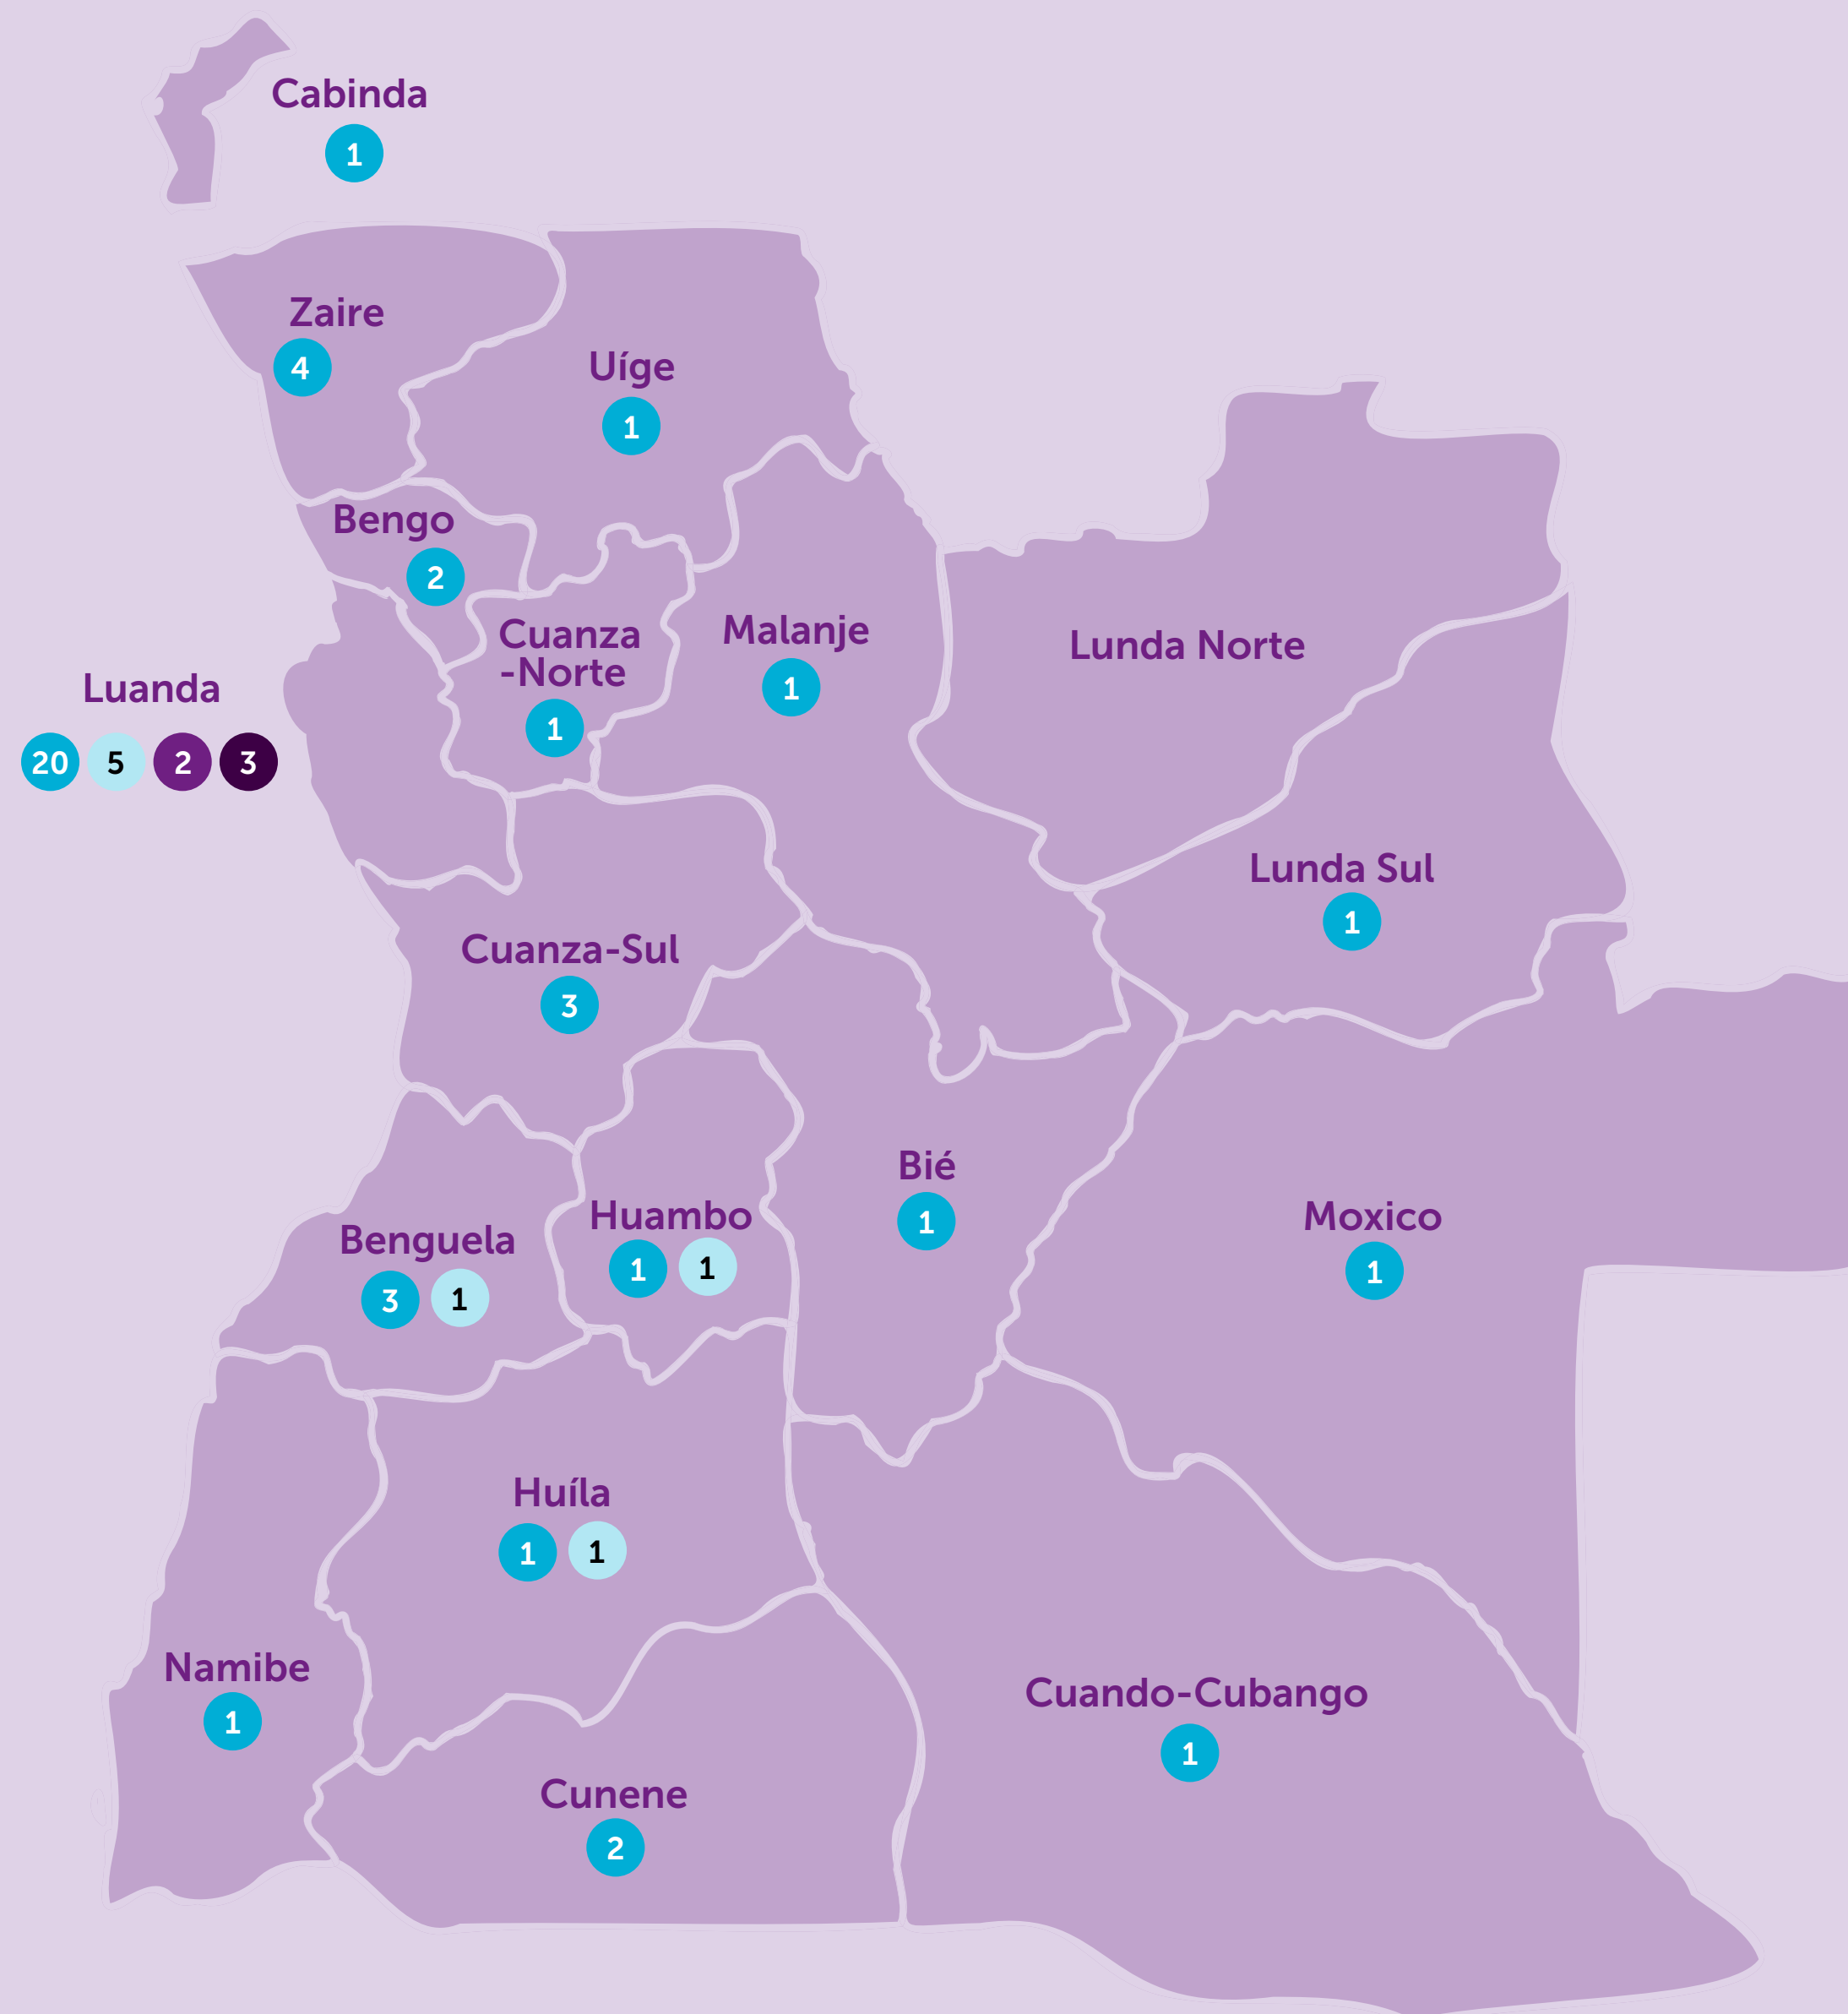 Cabinda
1
Zaire
4
Uíge
1
Bengo
2
Cuanza
-Norte
1
Malanje
1
Lunda Norte
Luanda
20 5 2 3
Lunda Sul
1
Cuanza-Sul
3
Bié
1
Huambo
1 1
Moxico
1
Benguela
3 1
Huíla
1 1
Namibe
1
Cuando-Cubango
1
Cunene
2